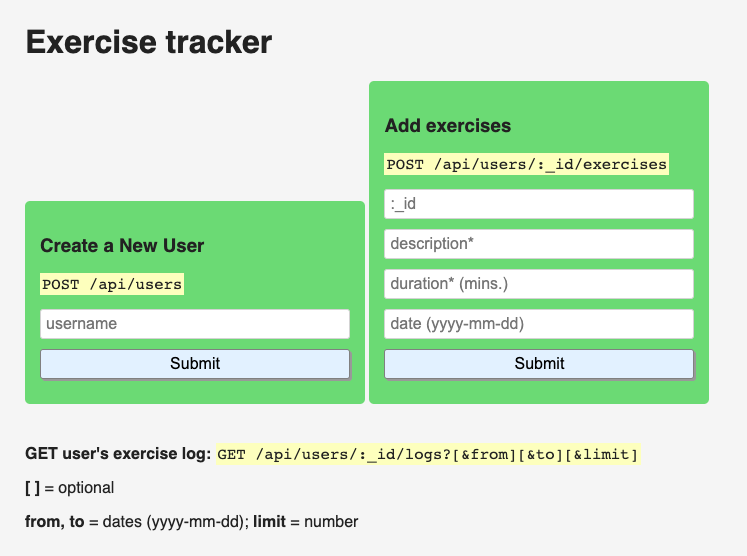 Exercise tracker
Create a New User
POST /api/users
username
Submit
Add exercises
POST /api/users/:_id/exercises
:_id
description*
duration* (mins.)
date (yyyy-mm-dd)
Submit
GET user's exercise log: GET /api/users/:_id/logs?[&from][&to][&limit]
[ ] = optional
from, to = dates (yyyy-mm-dd); limit = number